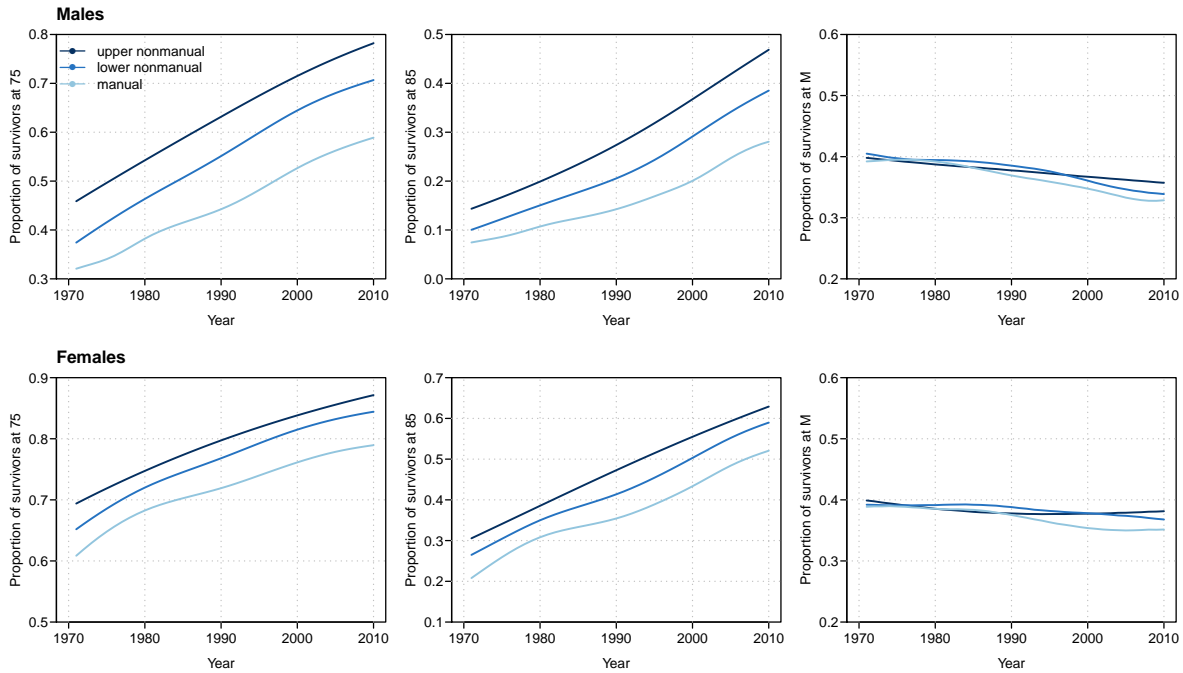 Males
Proportion of survivors at 75
0.8
0.7
0.6
0.5
0.4
0.3
upper nonmanual
lower nonmanual
manual
1970 1980 1990 2000 2010
Year
Proportion of survivors at 85
0.5
0.4
0.3
0.2
0.1
0.0
1970 1980 1990 2000 2010
Year
Proportion of survivors at M
0.6
0.5
0.4
0.3
0.2
1970 1980 1990 2000 2010
Year
Females
Proportion of survivors at 75
0.9
0.8
0.7
0.6
0.5
1970 1980 1990 2000 2010
Year
Proportion of survivors at 85
0.7
0.6
0.5
0.4
0.3
0.2
0.1
1970 1980 1990 2000 2010
Year
Proportion of survivors at M
0.6
0.5
0.4
0.3
0.2
1970 1980 1990 2000 2010
Year